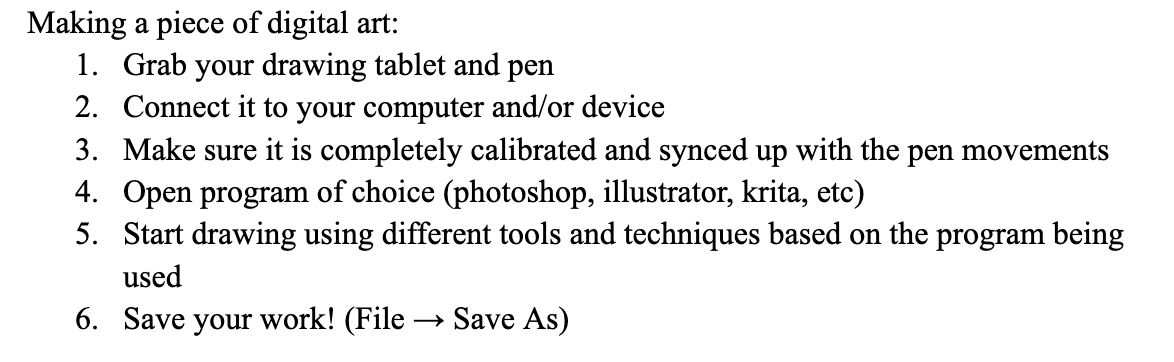 Making a piece of digital art:
1. Grab your drawing tablet and pen
2. Connect it to your computer and/or device
3. Make sure it is completely calibrated and synced up with the pen movements
4. Open program of choice (photoshop, illustrator, krita, etc)
5. Start drawing using different tools and techniques based on the program being
used
6. Save your work! (File → Save As)